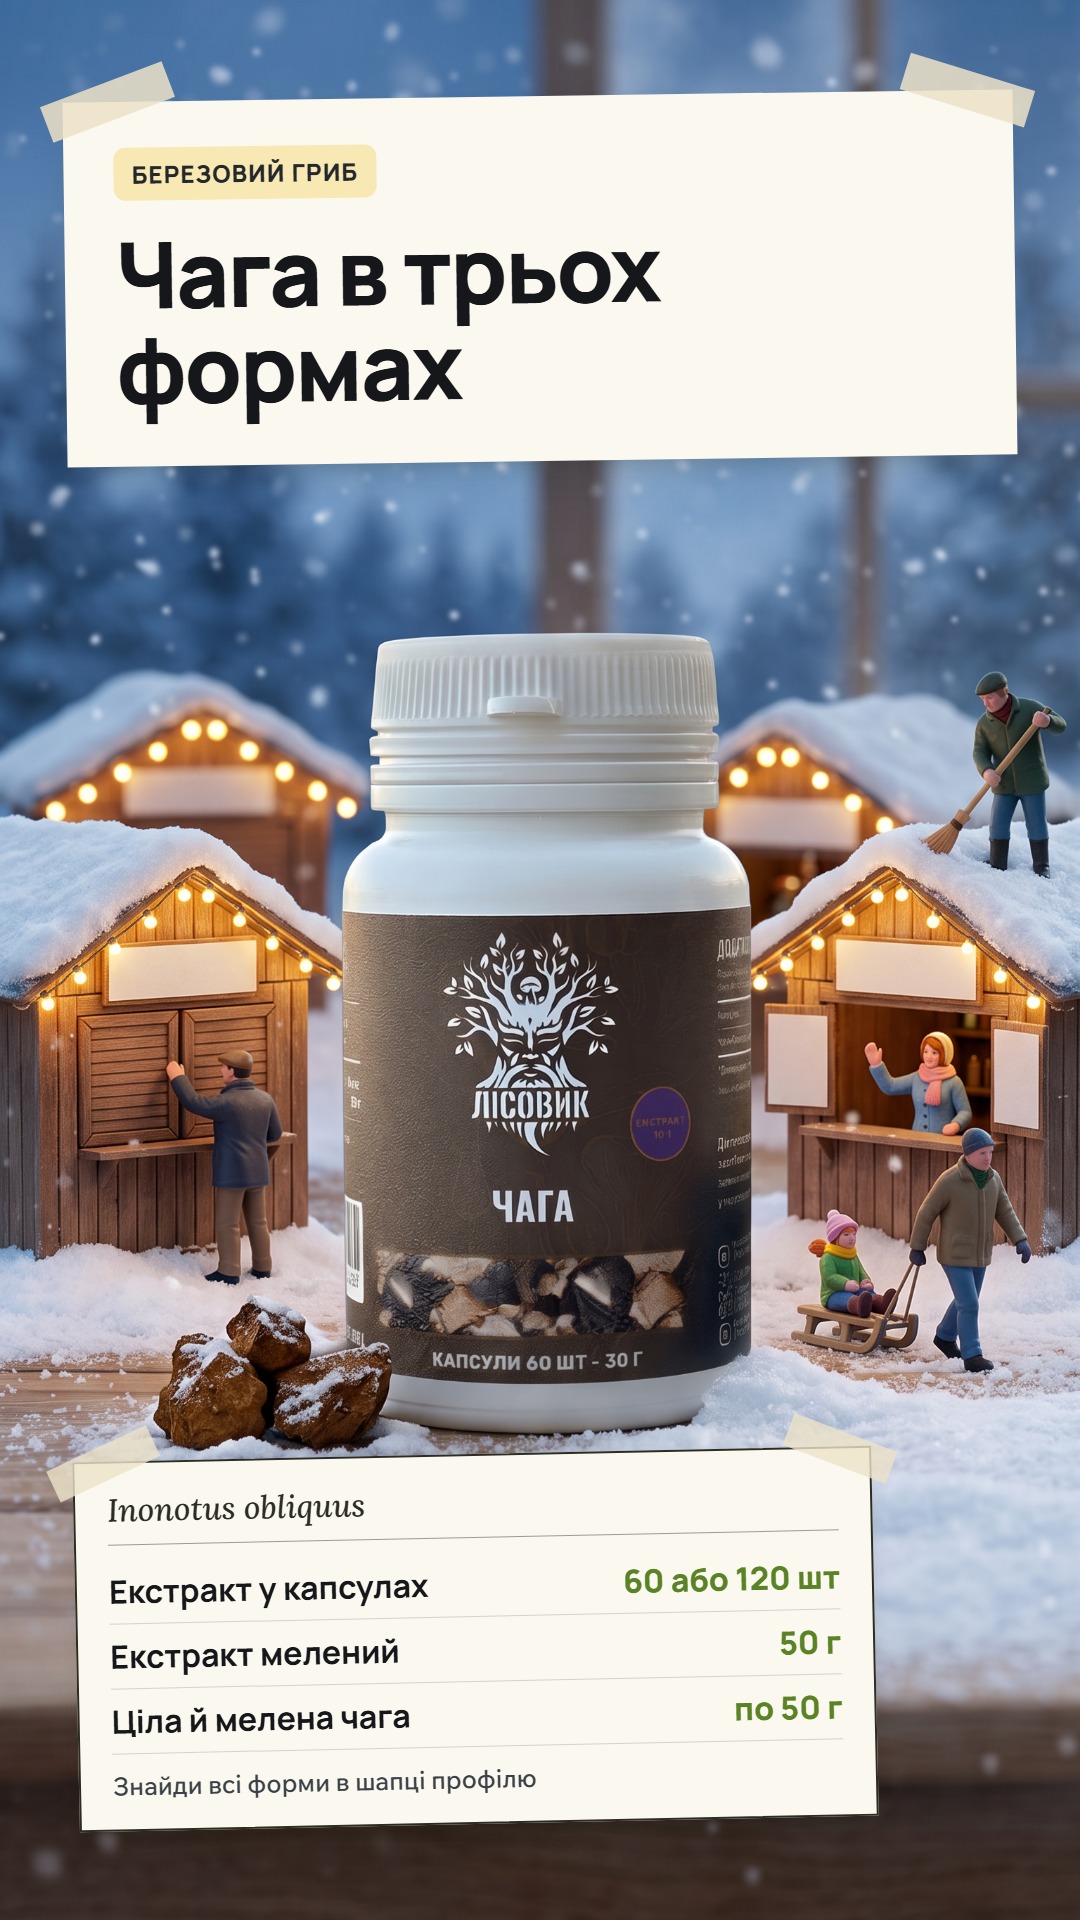 БЕРЕЗОВИЙ ГРИБ
Чага в трьох
формах
ЛІСОВИК
ЕКСТРАКТ
10:1
ЧАГА
КАПСУЛИ 60 ШТ - 30 Г
Inonotus obliquus
Екстракт у капсулах 60 або 120 шт
Екстракт мелений 50 г
Ціла й мелена чага по 50 г
Знайди всі форми в шапці профілю